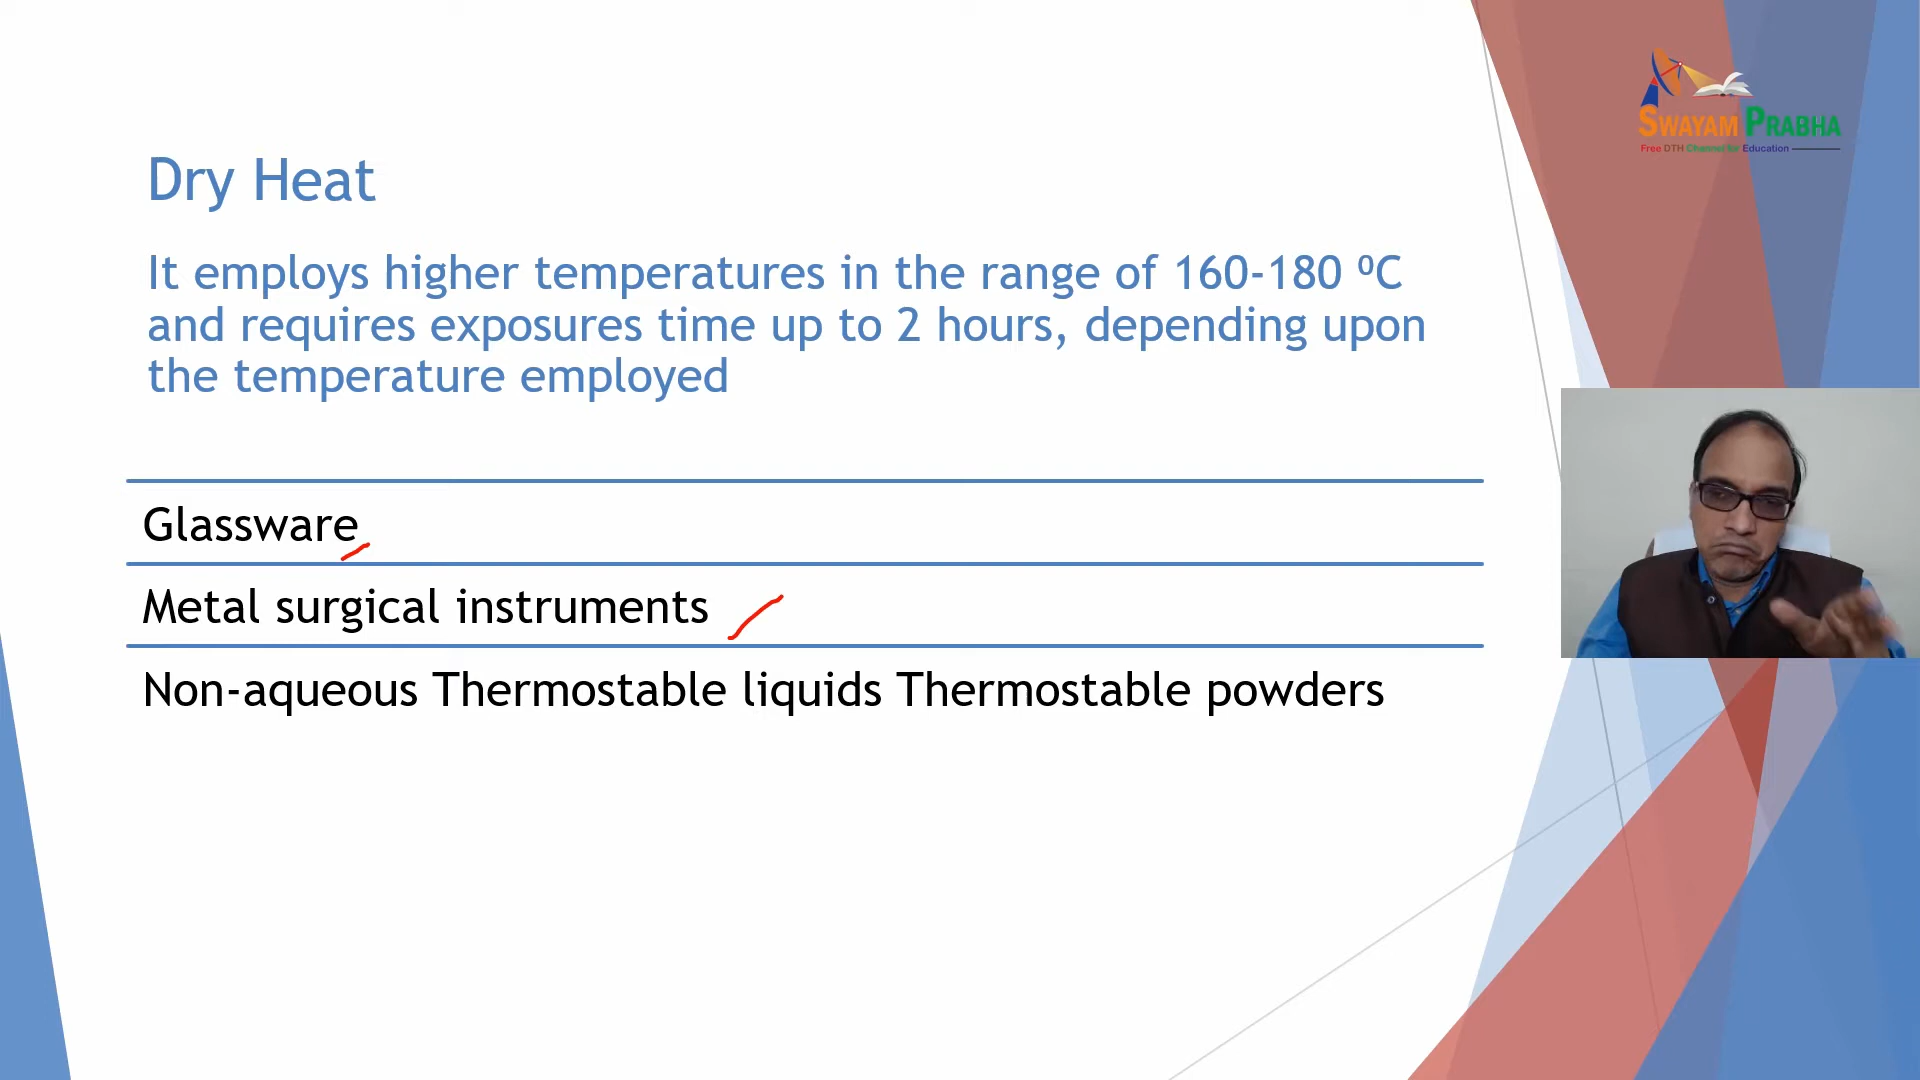 SWAYAM PRABHA
Free DTH Channel for Education
Dry Heat
It employs higher temperatures in the range of 160-180 ⁰C
and requires exposures time up to 2 hours, depending upon
the temperature employed
Glassware
Metal surgical instruments
Non-aqueous Thermostable liquids Thermostable powders